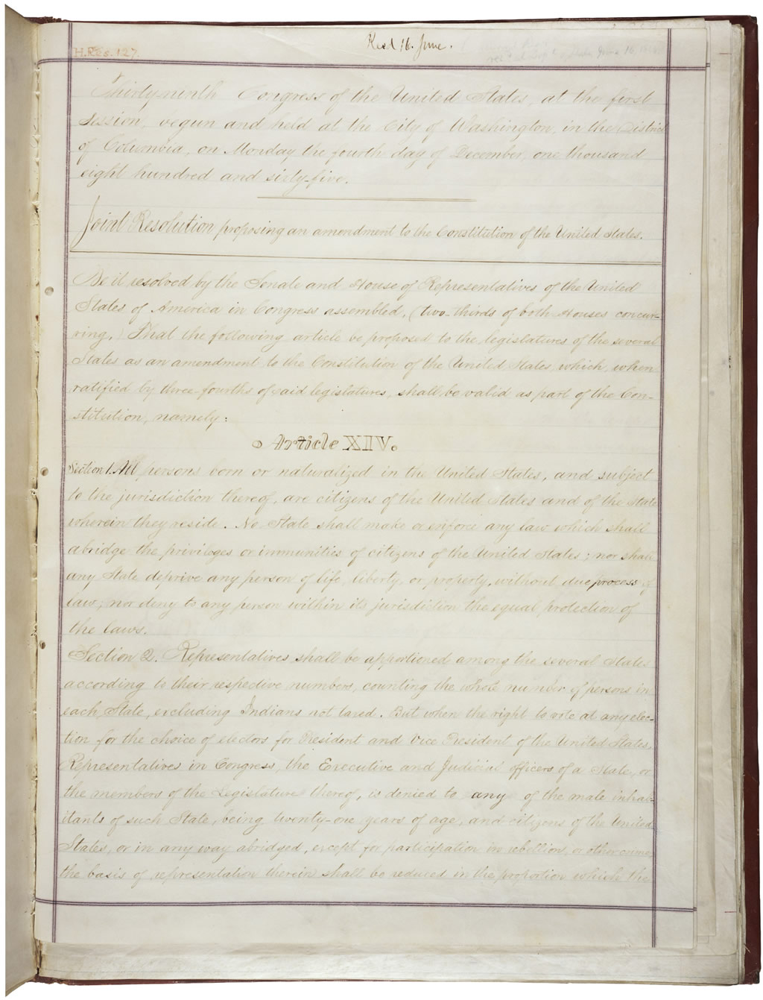 H.Res. 127.
Recd 16. June.
Thirty-ninth Congress of the United States, at the first
Session, begun and held at the City of Washington, in the District
of Columbia, on Monday the fourth day of December, one thousand
eight hundred and sixty-five.
Joint Resolution proposing an amendment to the Constitution of the United States.
Be it resolved by the Senate and House of Representatives of the United
States of America in Congress assembled, (two-thirds of both Houses concur-
ring,) That the following article be proposed to the legislatures of the several
States as an amendment to the Constitution of the United States, which, when
ratified by three-fourths of said legislatures, shall be valid as part of the Con-
stitution, namely:
Article XIV.
Section 1. All persons born or naturalized in the United States, and subject
to the jurisdiction thereof, are citizens of the United States and of the State
wherein they reside. No State shall make or enforce any law which shall
abridge the privileges or immunities of citizens of the United States; nor shall
any State deprive any person of life, liberty, or property, without due process of
law; nor deny to any person within its jurisdiction the equal protection of
the laws.
Section 2. Representatives shall be apportioned among the several States
according to their respective numbers, counting the whole number of persons in
each State, excluding Indians not taxed. But when the right to vote at any elec-
tion for the choice of electors for President and Vice President of the United States,
Representatives in Congress, the Executive and Judicial officers of a State, or
the members of the Legislature thereof, is denied to any of the male inhab-
itants of such State, being twenty-one years of age, and citizens of the United
States, or in any way abridged, except for participation in rebellion, or other crime,
the basis of representation therein shall be reduced in the proportion which the